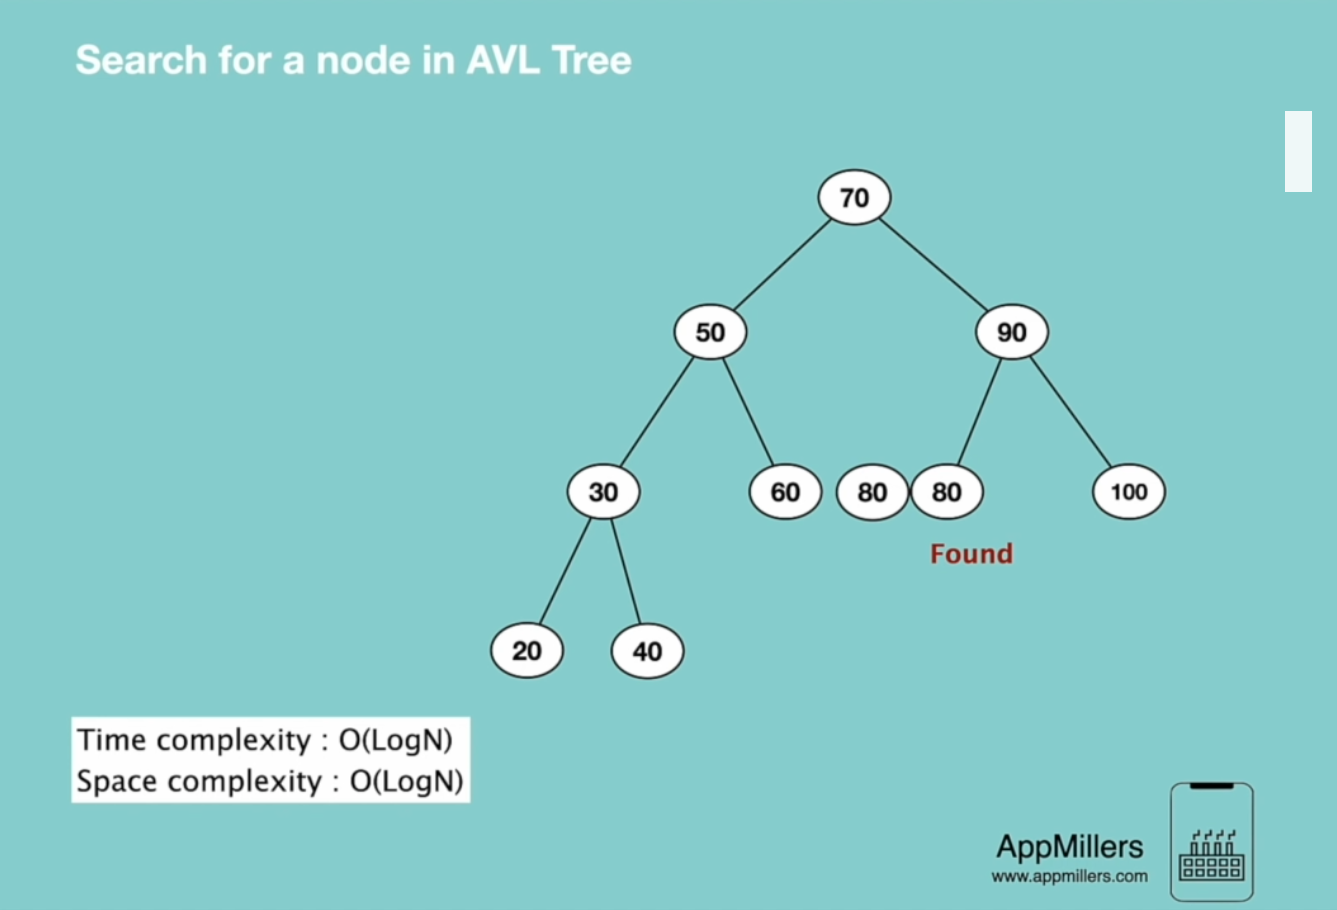 Search for a node in AVL Tree
70
50 90
30 60 80 80 100
Found
20 40
Time complexity : O(LogN)
Space complexity : O(LogN)
AppMillers
www.appmillers.com